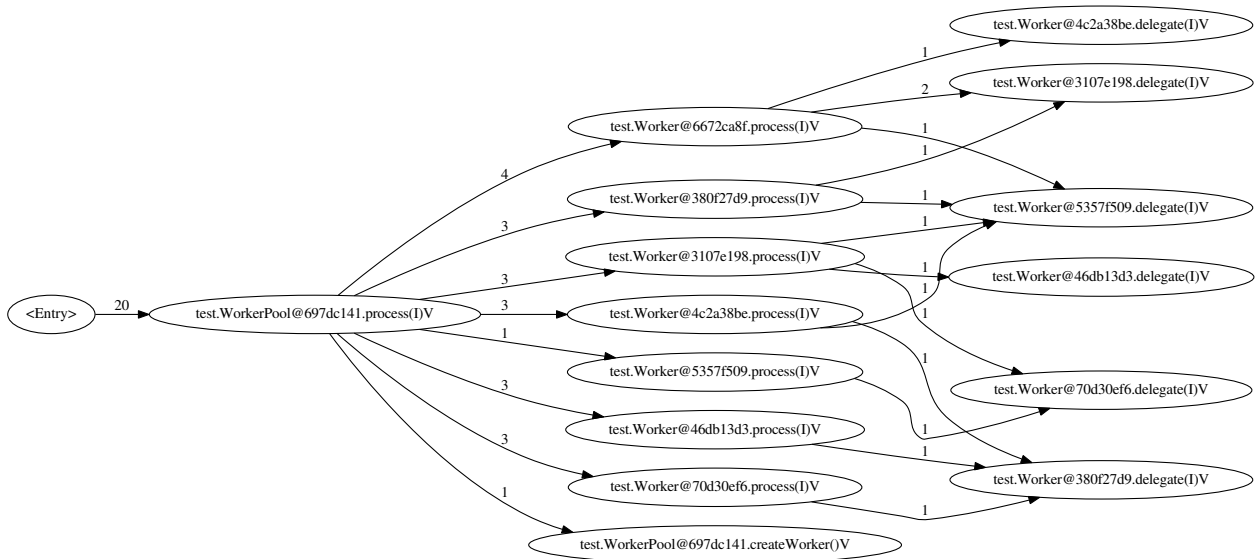 test.Worker@4c2a38be.delegate(I)V
1
test.Worker@3107e198.delegate(I)V
2
test.Worker@6672ca8f.process(I)V
1
1
4
test.Worker@380f27d9.process(I)V
1
test.Worker@5357f509.delegate(I)V
3
1
test.Worker@3107e198.process(I)V
1
test.Worker@46db13d3.delegate(I)V
3
1
<Entry>
20
test.WorkerPool@697dc141.process(I)V
3
test.Worker@4c2a38be.process(I)V
1
1
1
test.Worker@5357f509.process(I)V
test.Worker@70d30ef6.delegate(I)V
3
test.Worker@46db13d3.process(I)V
1
3
1
test.Worker@380f27d9.delegate(I)V
test.Worker@70d30ef6.process(I)V
1
1
test.WorkerPool@697dc141.createWorker()V